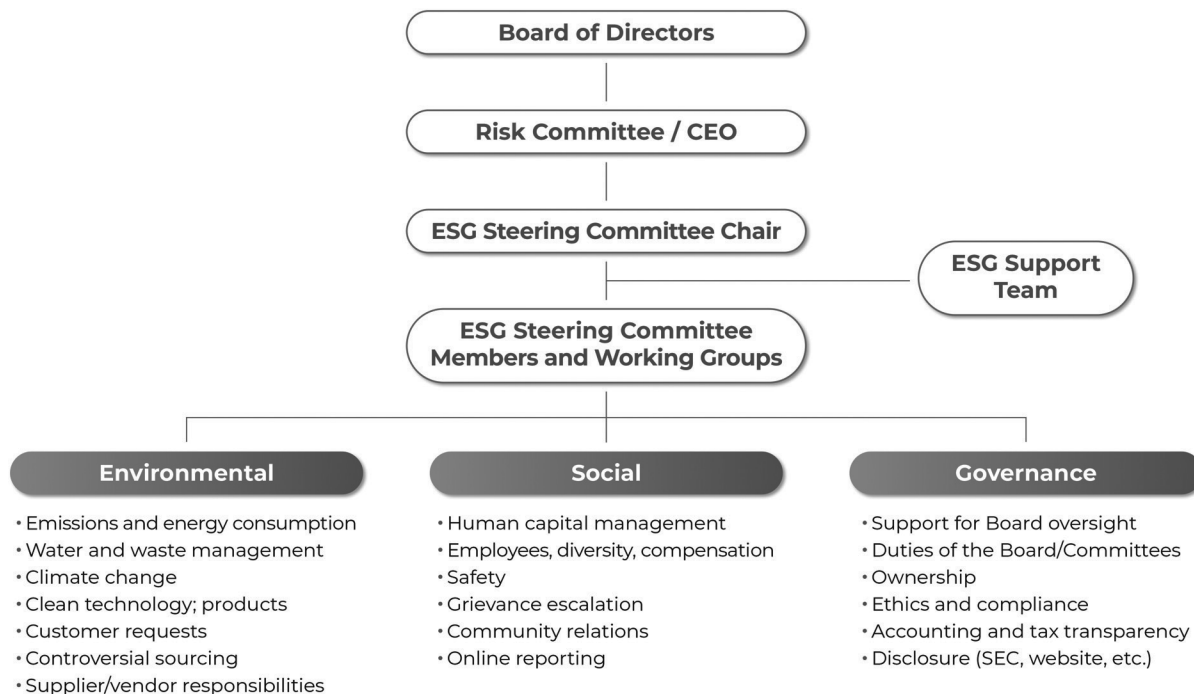 Board of Directors
Risk Committee / CEO
ESG Steering Committee Chair
ESG Support
Team
ESG Steering Committee
Members and Working Groups
Environmental
• Emissions and energy consumption
• Water and waste management
• Climate change
• Clean technology; products
• Customer requests
• Controversial sourcing
• Supplier/vendor responsibilities
Social
• Human capital management
• Employees, diversity, compensation
• Safety
• Grievance escalation
• Community relations
• Online reporting
Governance
• Support for Board oversight
• Duties of the Board/Committees
• Ownership
• Ethics and compliance
• Accounting and tax transparency
• Disclosure (SEC, website, etc.)